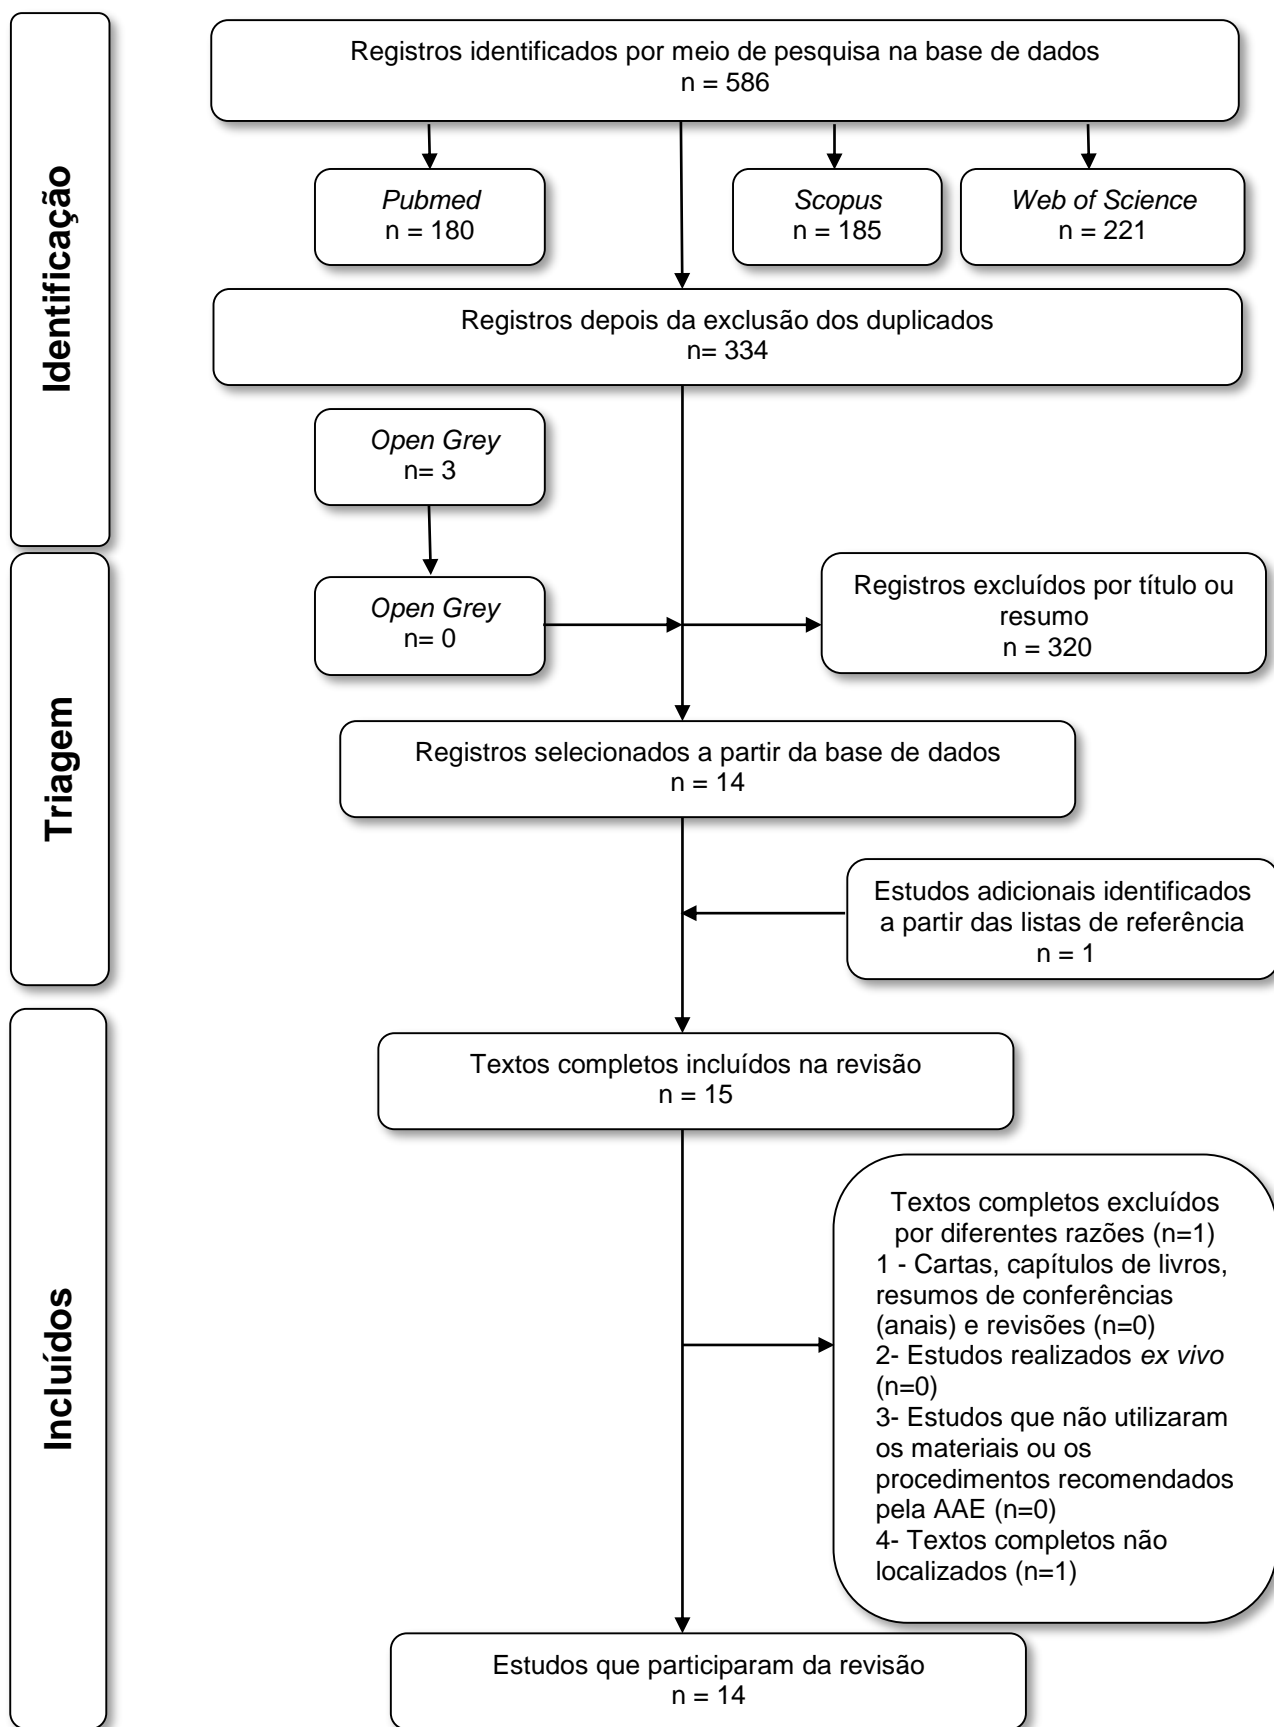 Identificação
Registros identificados por meio de pesquisa na base de dados
n = 586
Pubmed
n = 180
Scopus
n = 185
Web of Science
n = 221
Registros depois da exclusão dos duplicados
n= 334
Open Grey
n= 3
Triagem
Open Grey
n= 0
Registros excluídos por título ou
resumo
n = 320
Registros selecionados a partir da base de dados
n = 14
Estudos adicionais identificados
a partir das listas de referência
n = 1
Incluídos
Textos completos incluídos na revisão
n = 15
Textos completos excluídos
por diferentes razões (n=1)
1 - Cartas, capítulos de livros,
resumos de conferências
(anais) e revisões (n=0)
2- Estudos realizados ex vivo
(n=0)
3- Estudos que não utilizaram
os materiais ou os
procedimentos recomendados
pela AAE (n=0)
4- Textos completos não
localizados (n=1)
Estudos que participaram da revisão
n = 14